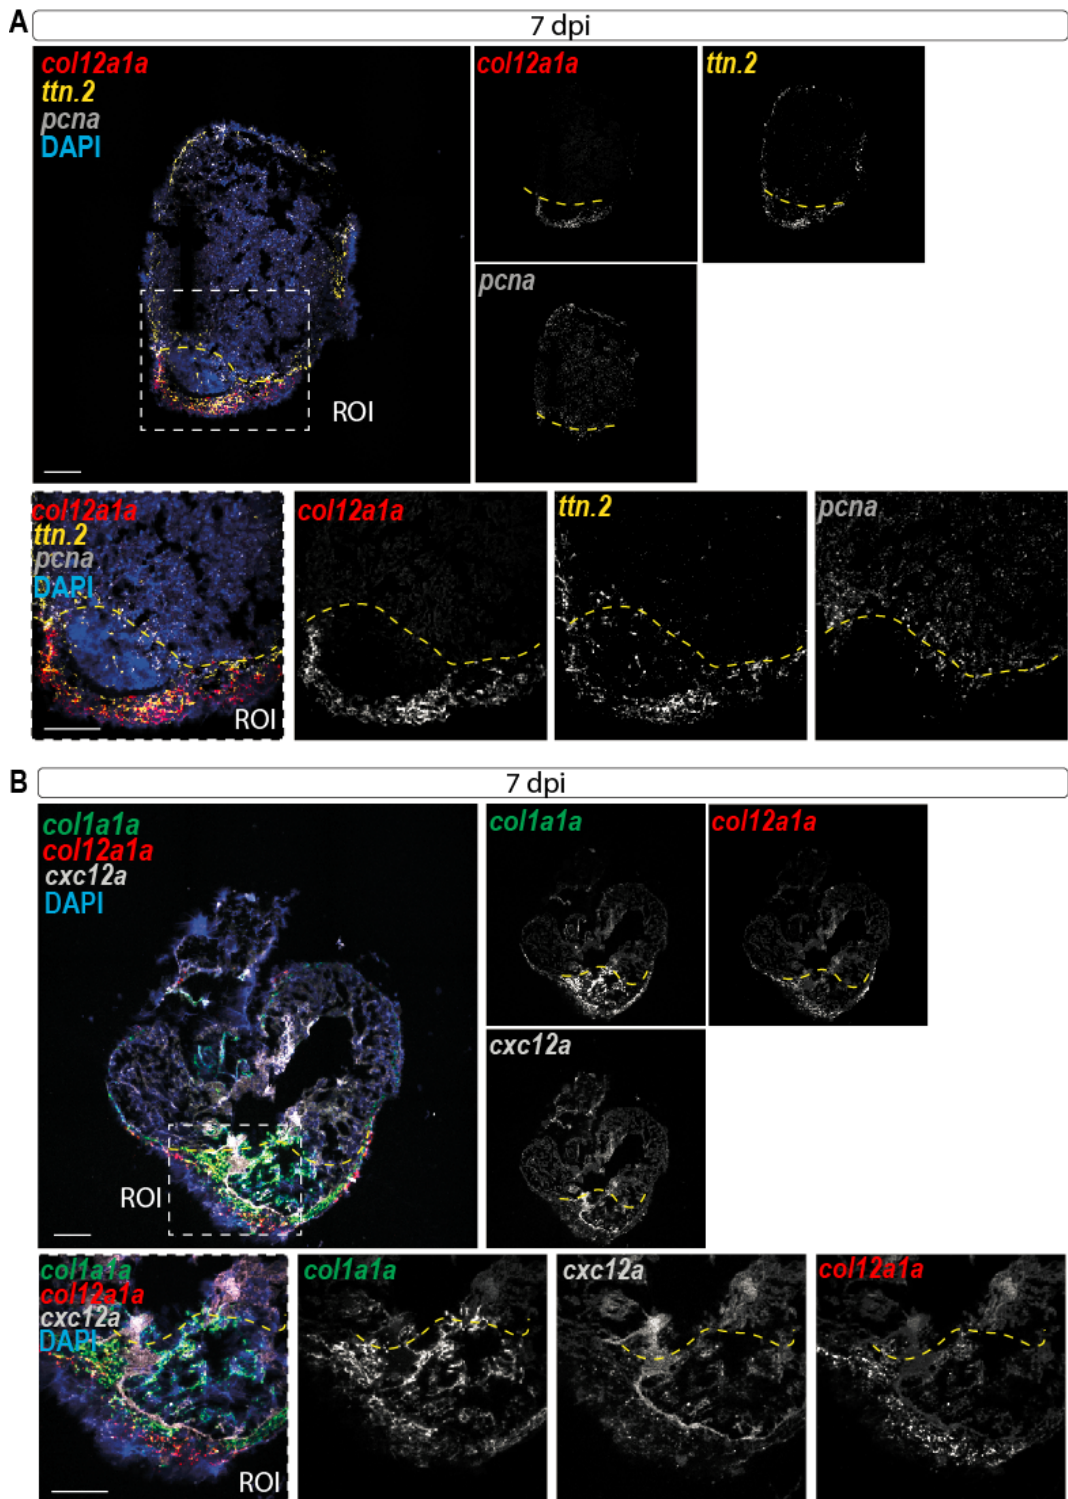 A
7 dpi
col12a1a
ttn.2
pcna
DAPI
ROI
col12a1a
ttn.2
pcna
col12a1a
ttn.2
pcna
DAPI
ROI
col12a1a
ttn.2
pcna
B
7 dpi
col1a1a
col12a1a
cxc12a
DAPI
ROI
col1a1a
col12a1a
cxc12a
col1a1a
col12a1a
cxc12a
DAPI
ROI
col1a1a
cxc12a
col12a1a